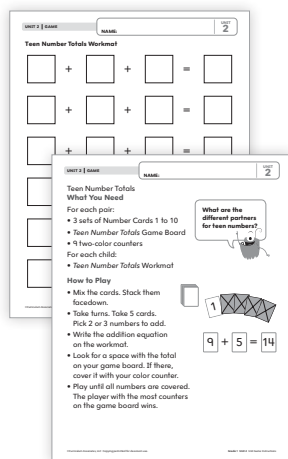 UNIT 2 | GAME
NAME:
UNIT
2
Teen Number Totals Workmat
+ + =
+ + =
+ + =
UNIT 2 | GAME
NAME:
UNIT
2
Teen Number Totals
What You Need
For each pair:
• 3 sets of Number Cards 1 to 10
• Teen Number Totals Game Board
• 9 two-color counters
For each child:
• Teen Number Totals Workmat
What are the
different partners
for teen numbers?
How to Play
• Mix the cards. Stack them
facedown.
• Take turns. Take 5 cards.
Pick 2 or 3 numbers to add.
• Write the addition equation
on the workmat.
• Look for a space with the total
on your game board. If there,
cover it with your color counter.
• Play until all numbers are covered.
The player with the most counters
on the game board wins.
1
9 + 5 = 14